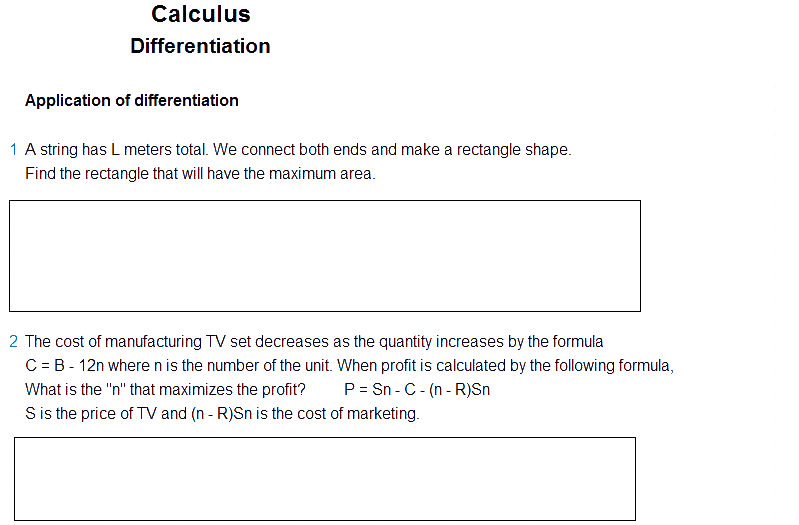 Calculus
Differentiation
Application of differentiation
1 A string has L meters total. We connect both ends and make a rectangle shape.
Find the rectangle that will have the maximum area.
2 The cost of manufacturing TV set decreases as the quantity increases by the formula
C = B - 12n where n is the number of the unit. When profit is calculated by the following formula,
What is the "n" that maximizes the profit? P = Sn - C - (n - R)Sn
S is the price of TV and (n - R)Sn is the cost of marketing.